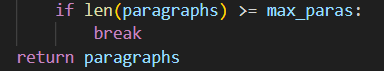 if len(paragraphs) >= max_paras:
break
return paragraphs